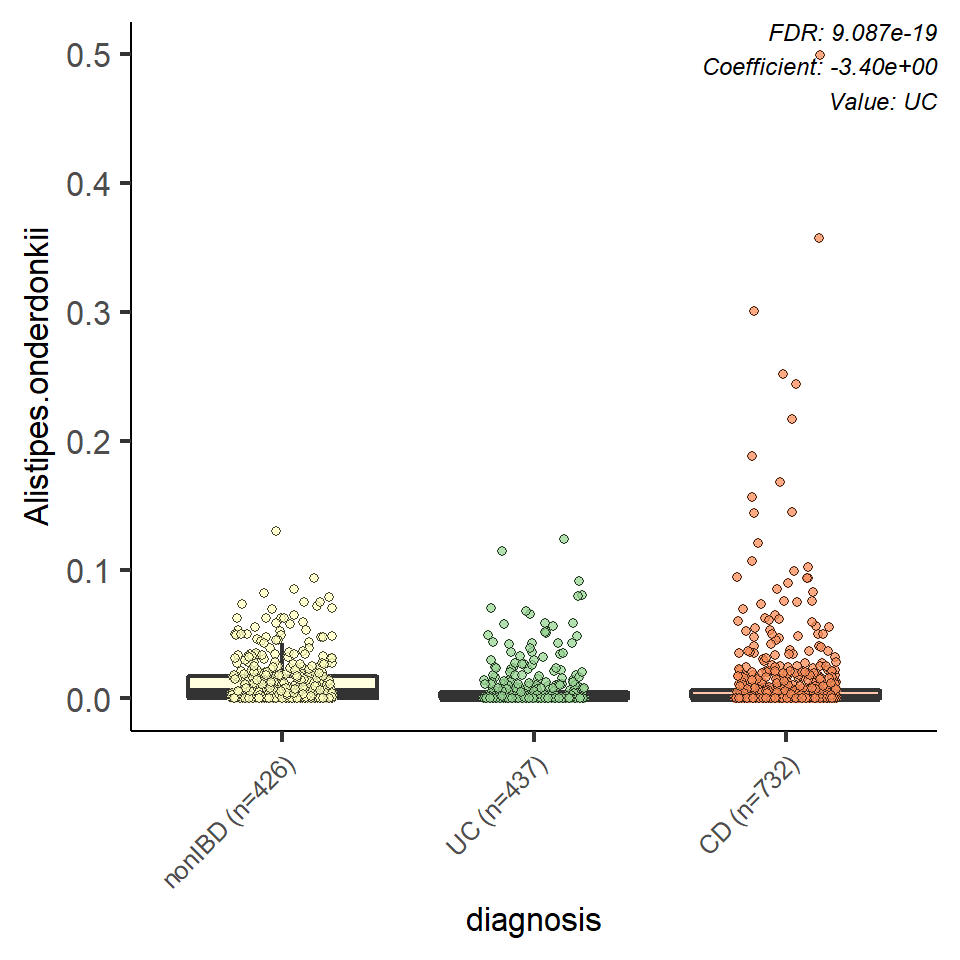 FDR: 9.087e-19
Coefficient: -3.40e+00
Value: UC
Alistipes.onderdonkii
0.5
0.4
0.3
0.2
0.1
0.0
nonIBD (n=426)
UC (n=437)
CD (n=732)
diagnosis